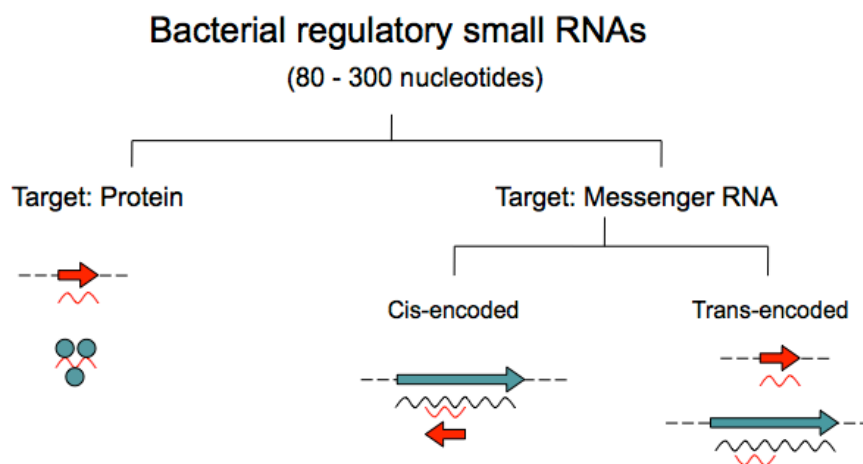 Bacterial regulatory small RNAs
(80 - 300 nucleotides)
Target: Protein
Target: Messenger RNA
Cis-encoded
Trans-encoded